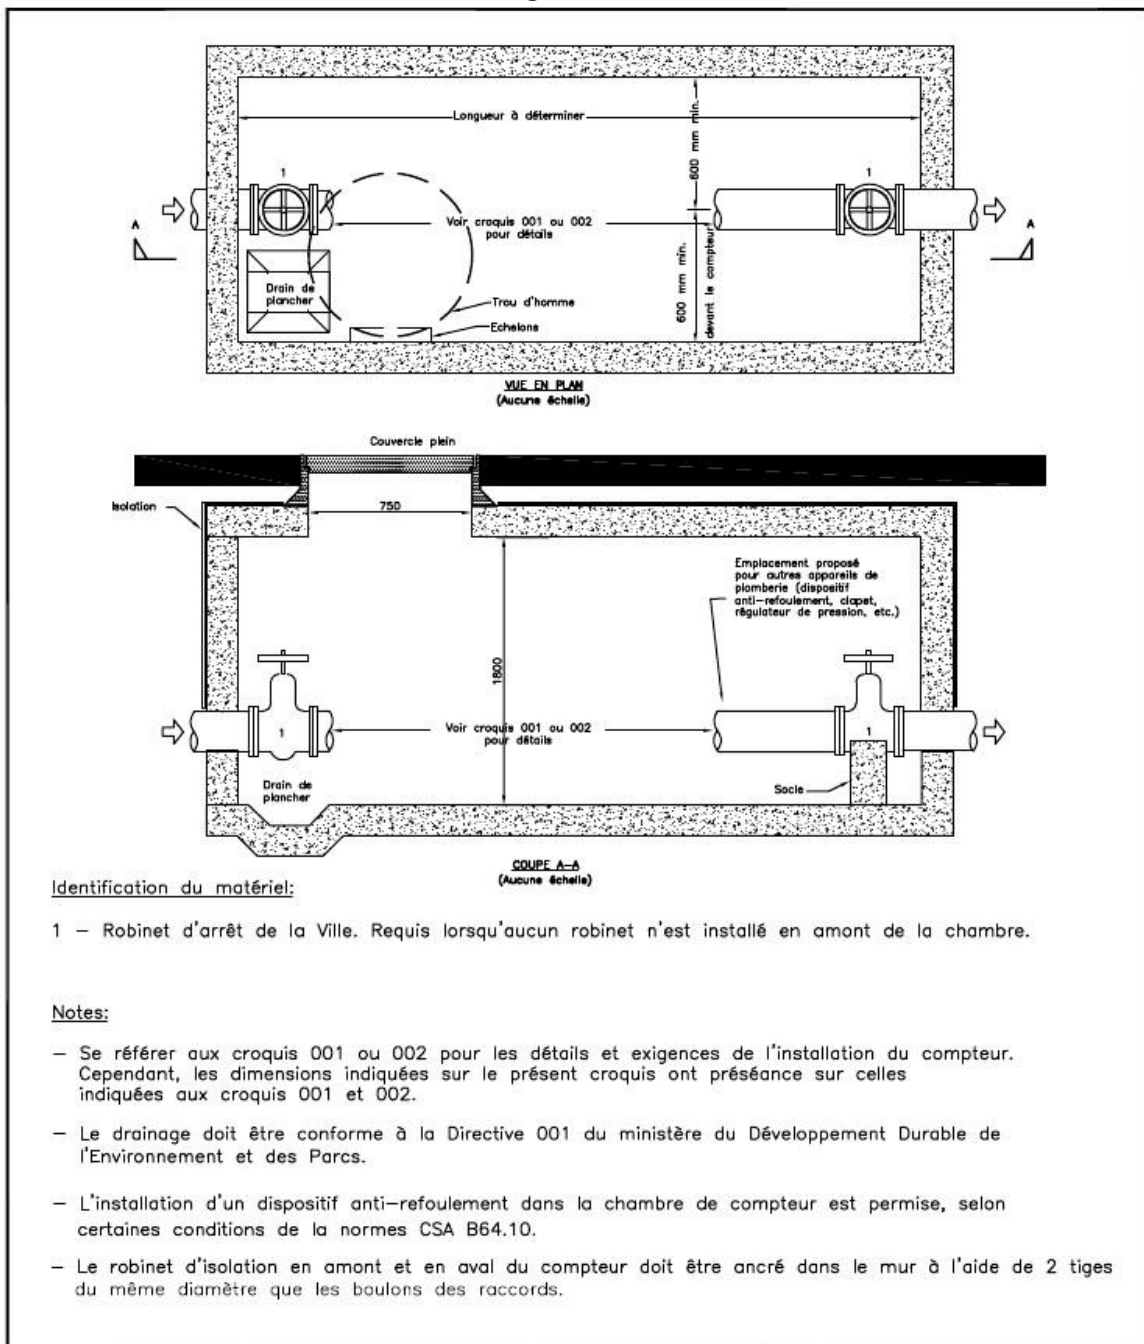 Longueur à déterminer
600 mm min.
1
1
A
A
Voir croquis 001 ou 002
pour détails
600 mm min.
devant le compteur
Drain de
plancher
Trou d'homme
Echelons
VUE EN PLAN
(Aucune échelle)
Couvercle plein
Isolation
750
Emplacement proposé
pour autres appareils de
plomberie (dispositif
anti-refoulement, clapet,
régulateur de pression, etc.)
1800
1
Voir croquis 001 ou 002
pour détails
1
Drain de
plancher
Socle
COUPE A-A
(Aucune échelle)
Identification du matériel:
1 – Robinet d'arrêt de la Ville. Requis lorsqu'aucun robinet n'est installé en amont de la chambre.
Notes:
– Se référer aux croquis 001 ou 002 pour les détails et exigences de l'installation du compteur.
Cependant, les dimensions indiquées sur le présent croquis ont préséance sur celles
indiquées aux croquis 001 et 002.
– Le drainage doit être conforme à la Directive 001 du ministère du Développement Durable de
l'Environnement et des Parcs.
– L'installation d'un dispositif anti-refoulement dans la chambre de compteur est permise, selon
certaines conditions de la normes CSA B64.10.
– Le robinet d'isolation en amont et en aval du compteur doit être ancré dans le mur à l'aide de 2 tiges
du même diamètre que les boulons des raccords.